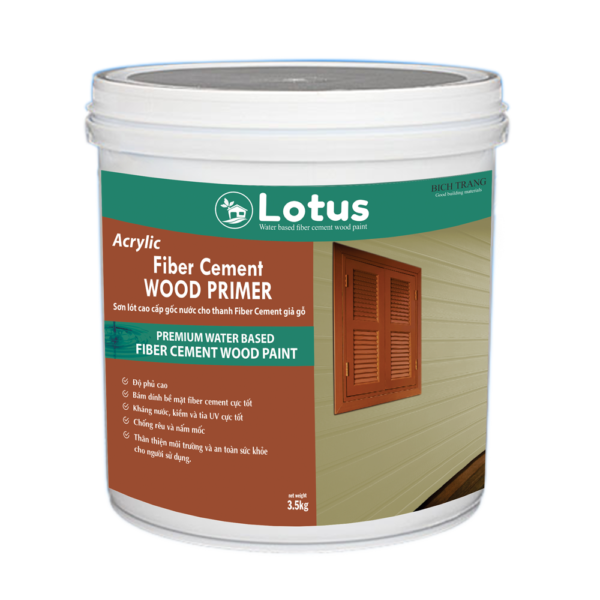 BICH TRANG
Good building materials
Lotus
Water based fiber cement wood paint
Acrylic
Fiber Cement
WOOD PRIMER
Sơn lót cao cấp gốc nước cho thanh Fiber Cement giả gỗ
PREMIUM WATER BASED
FIBER CEMENT WOOD PAINT
Độ phủ cao
Bám dính bề mặt fiber cement cực tốt
Kháng nước, kiềm và tia UV cực tốt
Chống rêu và nấm mốc
Thân thiện môi trường và an toàn sức khỏe
cho người sử dụng.
net weight
3.5kg